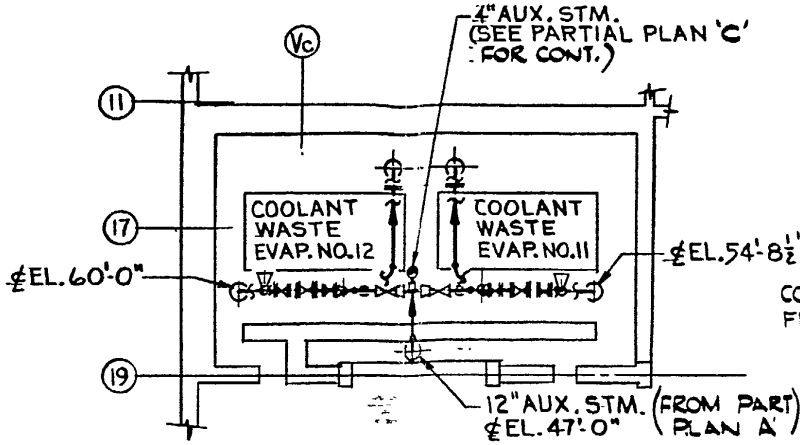 4" AUX. STM.
(SEE PARTIAL PLAN 'C'
FOR CONT.)
Vc
11
17
COOLANT
WASTE
EVAP. NO.12
COOLANT
WASTE
EVAP. NO.11
℄EL. 60'-0"
℄EL. 54'-8½"
19
12" AUX. STM. (FROM PART
℄EL. 47'-0" PLAN A)